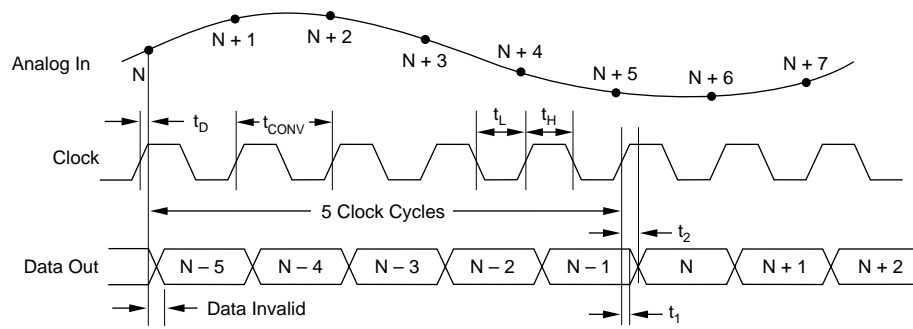 N + 1
N + 2
N + 3
N + 4
N + 5
N + 6
N + 7
Analog In
N
t_D
t_CONV
t_L
t_H
Clock
5 Clock Cycles
t_2
Data Out
N – 5
N – 4
N – 3
N – 2
N – 1
N
N + 1
N + 2
Data Invalid
t_1